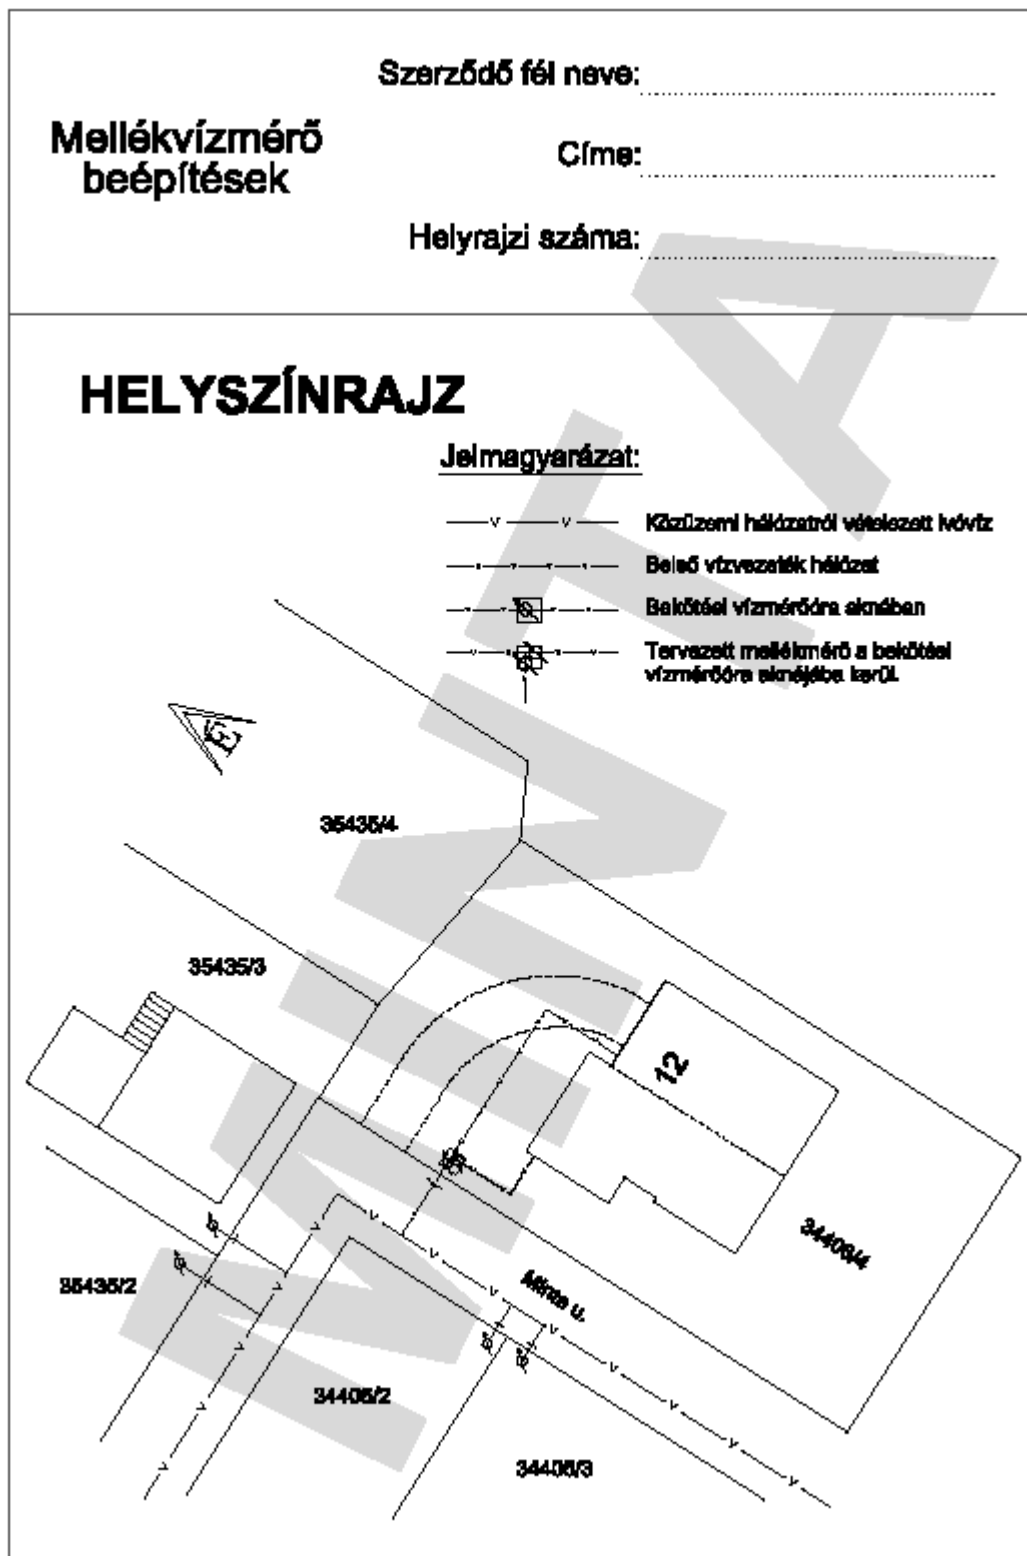 Mellékvízmérő
beépítések
Szerződő fél neve:
Címe:
Helyrajzi száma:
HELYSZÍNRAJZ
Jelmagyarázat:
Közüzemi hálózatról vételezett ivóvíz
Belső vízvezeték hálózat
Bekötési vízmérőóra aknában
Tervezett mellékmérő a bekötési
vízmérőóra aknájába kerül.
É
35435/4
35435/3
12
34406/4
35435/2
Minta u.
34406/2
34406/3
MINTA